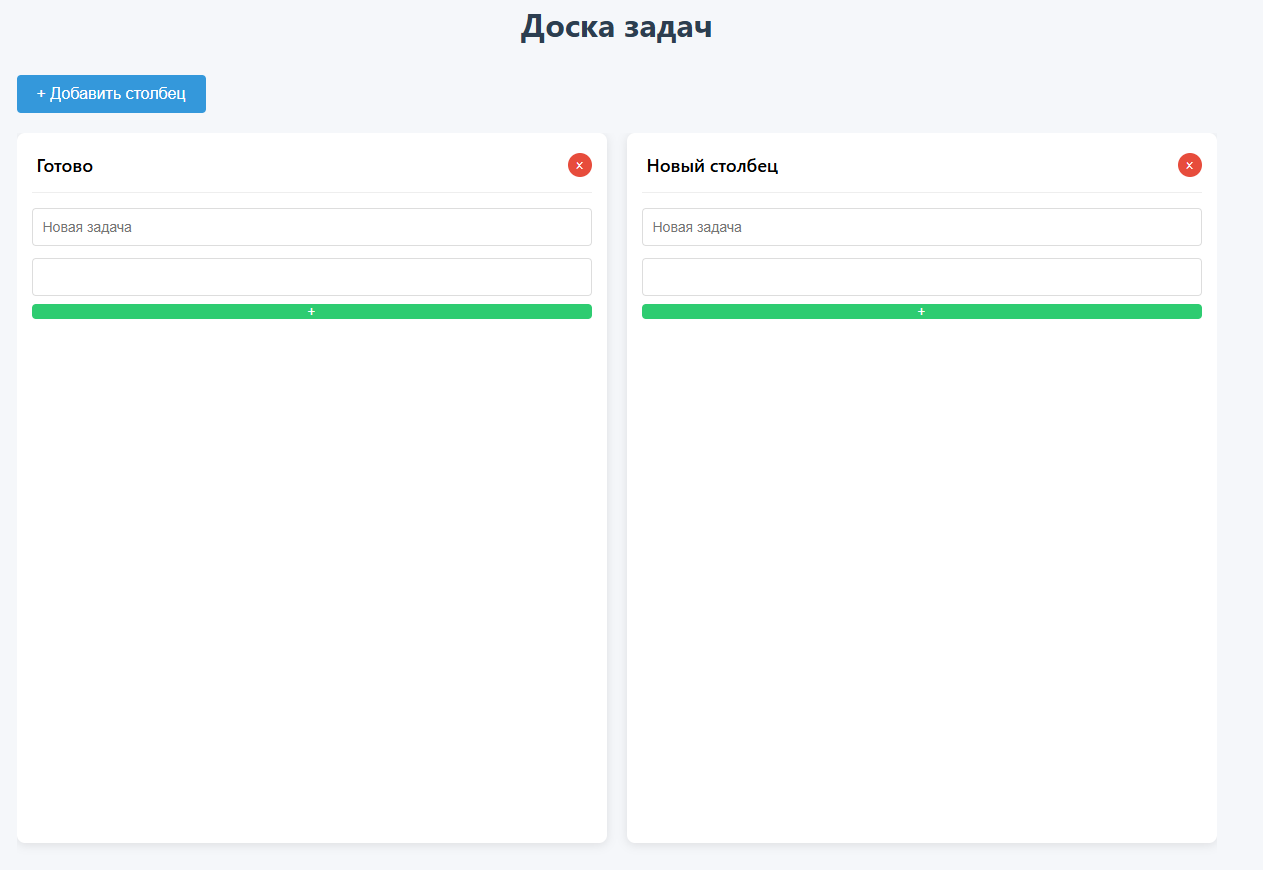 Доска задач
+ Добавить столбец
Готово
×
Новая задача
+
Новый столбец
×
Новая задача
+